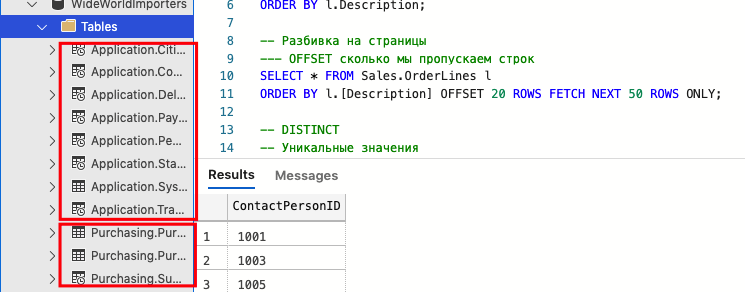 WideWorldImporters
Tables
Application.Citi...
Application.Co...
Application.Del...
Application.Pay...
Application.Pe...
Application.Sta...
Application.Sys...
Application.Tra...
Purchasing.Pur...
Purchasing.Pur...
Purchasing.Su...
6 ORDER BY l.Description;
7
8 -- Разбивка на страницы
9 --- OFFSET сколько мы пропускаем строк
10 SELECT * FROM Sales.OrderLines l
11 ORDER BY l.[Description] OFFSET 20 ROWS FETCH NEXT 50 ROWS ONLY;
12
13 -- DISTINCT
14 -- Уникальные значения
Results Messages
ContactPersonID
1 1001
2 1003
3 1005